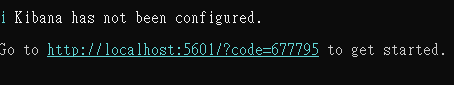 i Kibana has not been configured.
Go to http://localhost:5601/?code=677795 to get started.